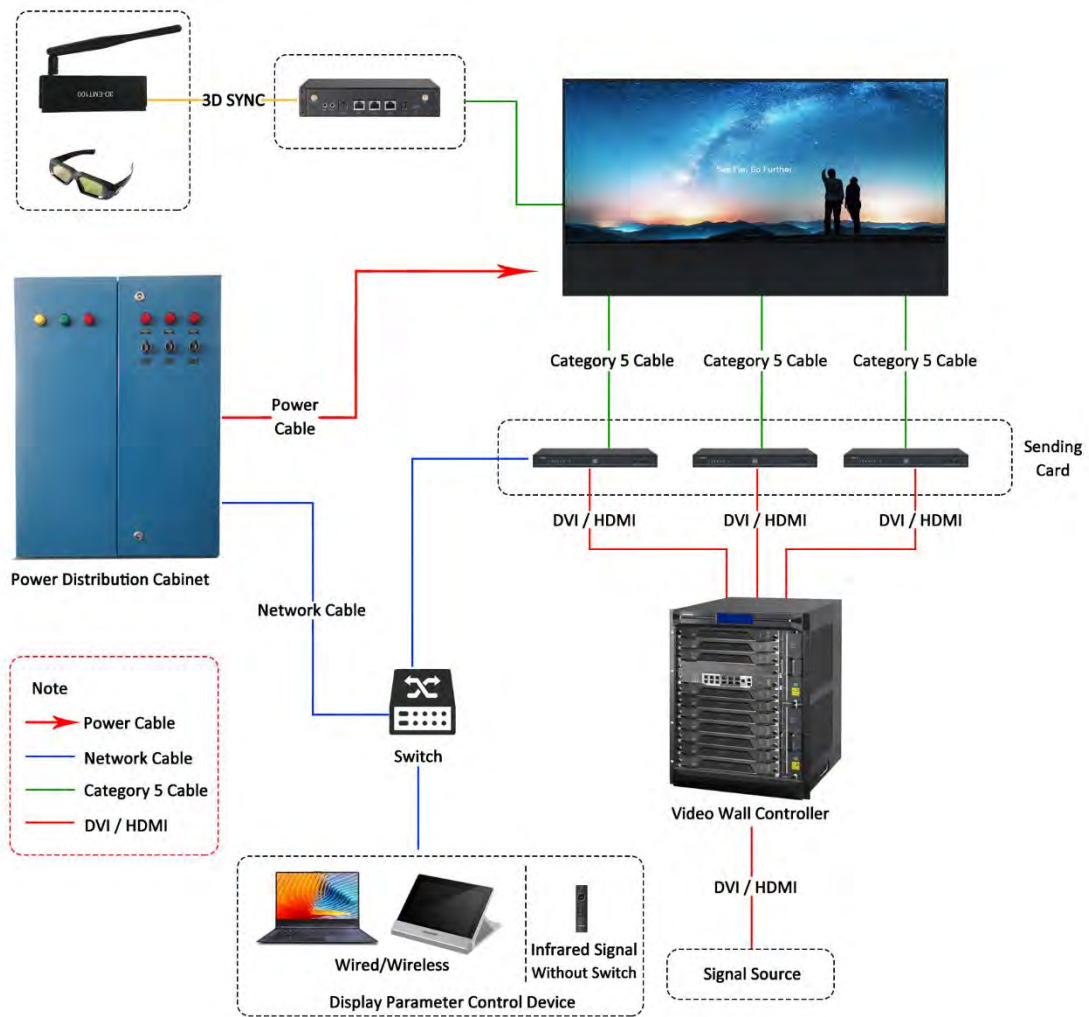 3D-EMT100
3D SYNC
See Far, Go Further
Category 5 Cable
Category 5 Cable
Category 5 Cable
Power
Cable
Sending
Card
DVI / HDMI
DVI / HDMI
DVI / HDMI
Power Distribution Cabinet
Network Cable
Note
Power Cable
Network Cable
Category 5 Cable
DVI / HDMI
Switch
Video Wall Controller
DVI / HDMI
Wired/Wireless
Infrared Signal
Without Switch
Signal Source
Display Parameter Control Device